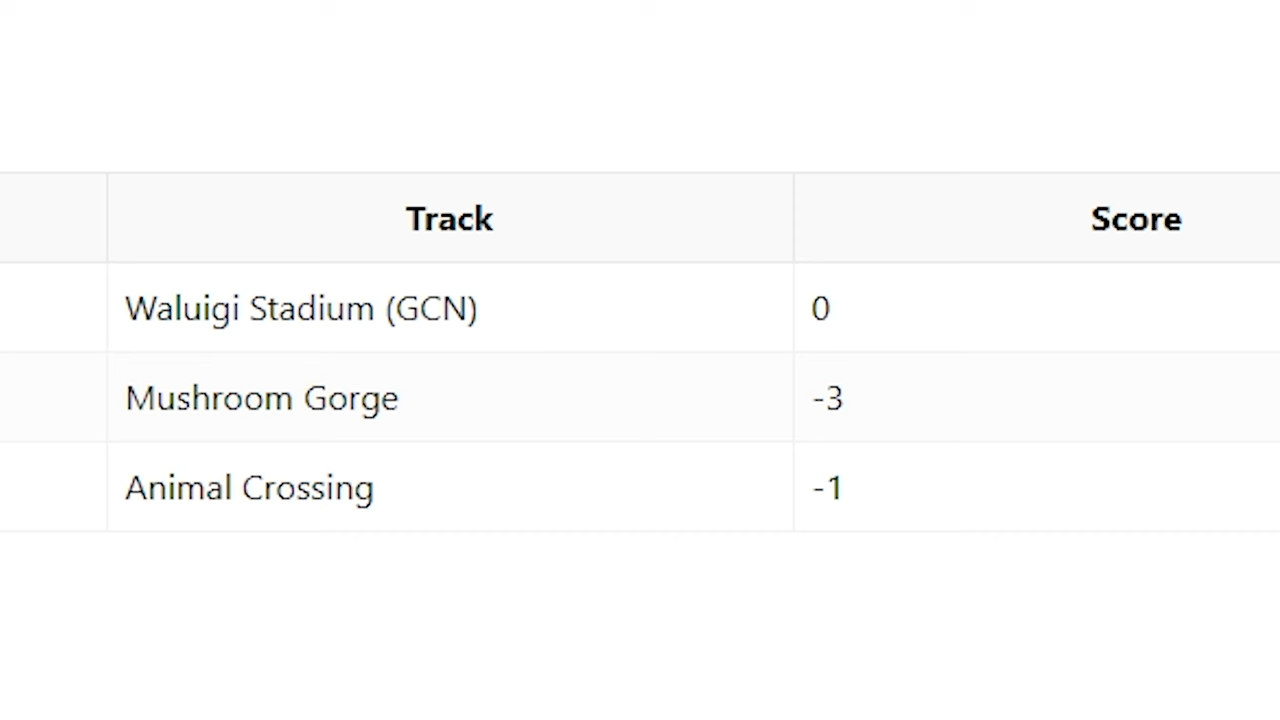 Track Score
Waluigi Stadium (GCN) 0
Mushroom Gorge -3
Animal Crossing -1